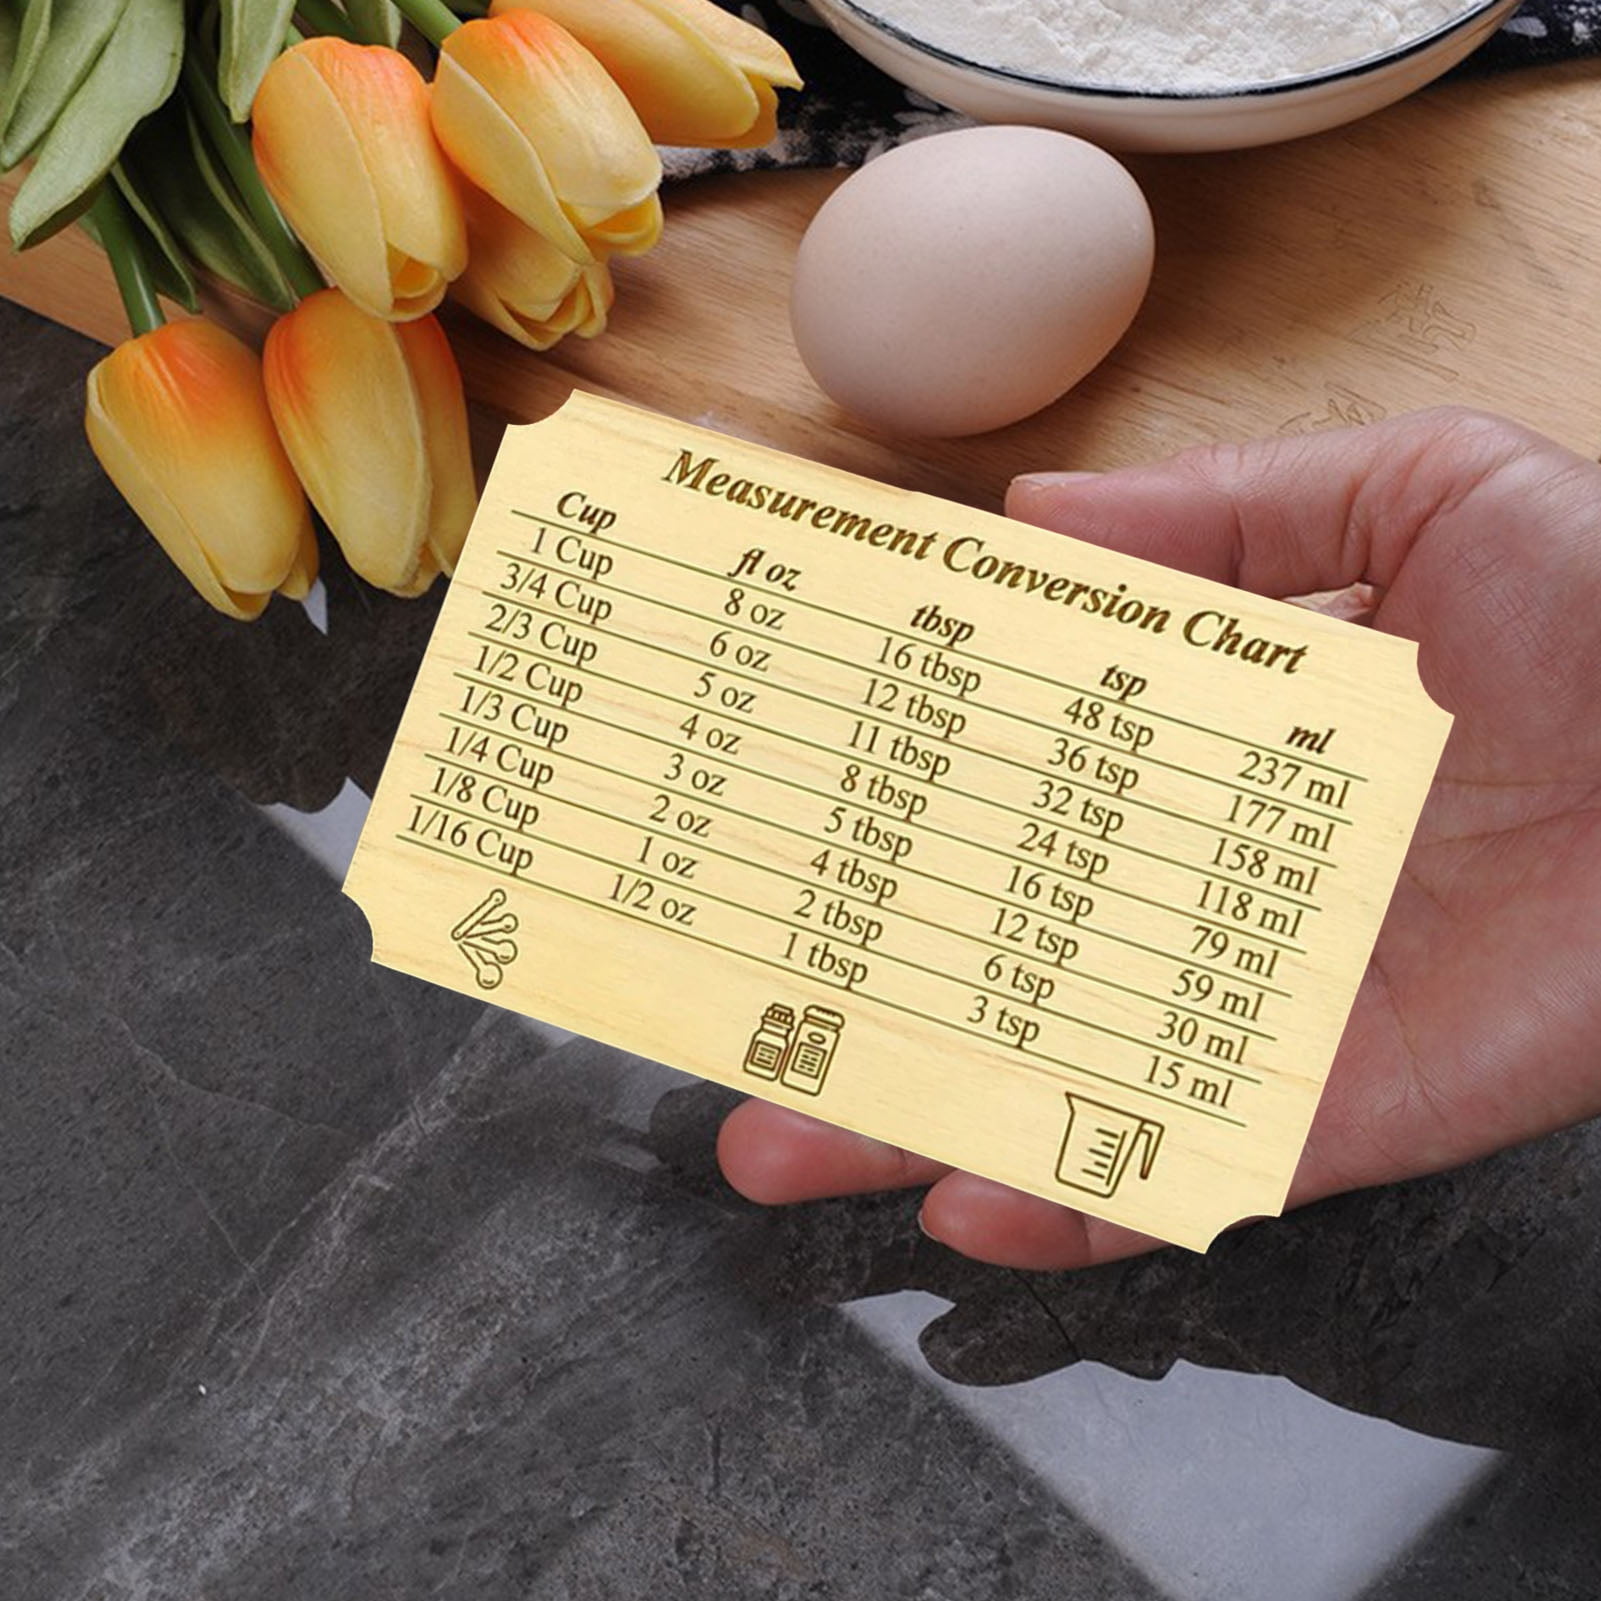 Measurement Conversion Chart
Cup fl oz tbsp tsp ml
1 Cup 8 oz 16 tbsp 48 tsp 237 ml
3/4 Cup 6 oz 12 tbsp 36 tsp 177 ml
2/3 Cup 5 oz 11 tbsp 32 tsp 158 ml
1/2 Cup 4 oz 8 tbsp 24 tsp 118 ml
1/3 Cup 3 oz 5 tbsp 16 tsp 79 ml
1/4 Cup 2 oz 4 tbsp 12 tsp 59 ml
1/8 Cup 1 oz 2 tbsp 6 tsp 30 ml
1/16 Cup 1/2 oz 1 tbsp 3 tsp 15 ml